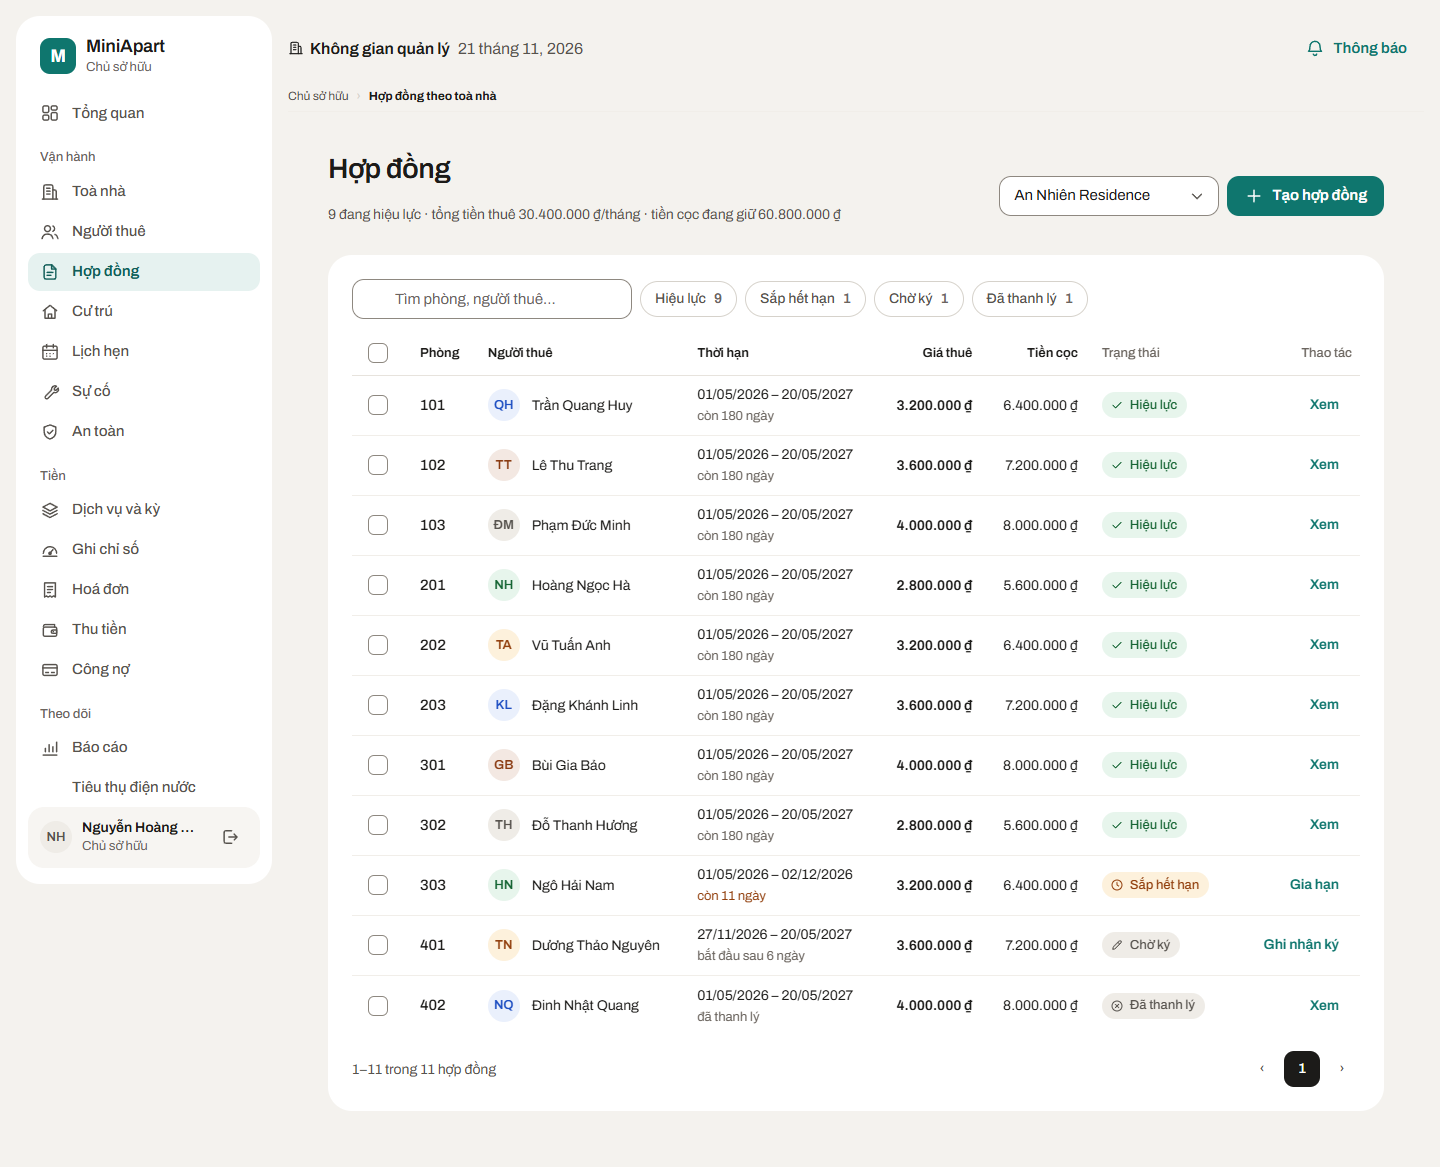 M
MiniApart
Chủ sở hữu
Tổng quan
Vận hành
Toà nhà
Người thuê
Hợp đồng
Cư trú
Lịch hẹn
Sự cố
An toàn
Tiền
Dịch vụ và kỳ
Ghi chỉ số
Hoá đơn
Thu tiền
Công nợ
Theo dõi
Báo cáo
Tiêu thụ điện nước
NH
Nguyễn Hoàng ...
Chủ sở hữu
Không gian quản lý 21 tháng 11, 2026
Thông báo
Chủ sở hữu › Hợp đồng theo toà nhà
Hợp đồng
9 đang hiệu lực · tổng tiền thuê 30.400.000 ₫/tháng · tiền cọc đang giữ 60.800.000 ₫
An Nhiên Residence
Tạo hợp đồng
Tìm phòng, người thuê...
Hiệu lực 9
Sắp hết hạn 1
Chờ ký 1
Đã thanh lý 1
Phòng Người thuê Thời hạn Giá thuê Tiền cọc Trạng thái Thao tác
101 QH Trần Quang Huy 01/05/2026 – 20/05/2027 3.200.000 ₫ 6.400.000 ₫ Hiệu lực Xem
còn 180 ngày
102 TT Lê Thu Trang 01/05/2026 – 20/05/2027 3.600.000 ₫ 7.200.000 ₫ Hiệu lực Xem
còn 180 ngày
103 ĐM Phạm Đức Minh 01/05/2026 – 20/05/2027 4.000.000 ₫ 8.000.000 ₫ Hiệu lực Xem
còn 180 ngày
201 NH Hoàng Ngọc Hà 01/05/2026 – 20/05/2027 2.800.000 ₫ 5.600.000 ₫ Hiệu lực Xem
còn 180 ngày
202 TA Vũ Tuấn Anh 01/05/2026 – 20/05/2027 3.200.000 ₫ 6.400.000 ₫ Hiệu lực Xem
còn 180 ngày
203 KL Đặng Khánh Linh 01/05/2026 – 20/05/2027 3.600.000 ₫ 7.200.000 ₫ Hiệu lực Xem
còn 180 ngày
301 GB Bùi Gia Bảo 01/05/2026 – 20/05/2027 4.000.000 ₫ 8.000.000 ₫ Hiệu lực Xem
còn 180 ngày
302 TH Đỗ Thanh Hương 01/05/2026 – 20/05/2027 2.800.000 ₫ 5.600.000 ₫ Hiệu lực Xem
còn 180 ngày
303 HN Ngô Hải Nam 01/05/2026 – 02/12/2026 3.200.000 ₫ 6.400.000 ₫ Sắp hết hạn Gia hạn
còn 11 ngày
401 TN Dương Thảo Nguyên 27/11/2026 – 20/05/2027 3.600.000 ₫ 7.200.000 ₫ Chờ ký Ghi nhận ký
bắt đầu sau 6 ngày
402 NQ Đinh Nhật Quang 01/05/2026 – 20/05/2027 4.000.000 ₫ 8.000.000 ₫ Đã thanh lý Xem
đã thanh lý
1–11 trong 11 hợp đồng
‹ 1 ›